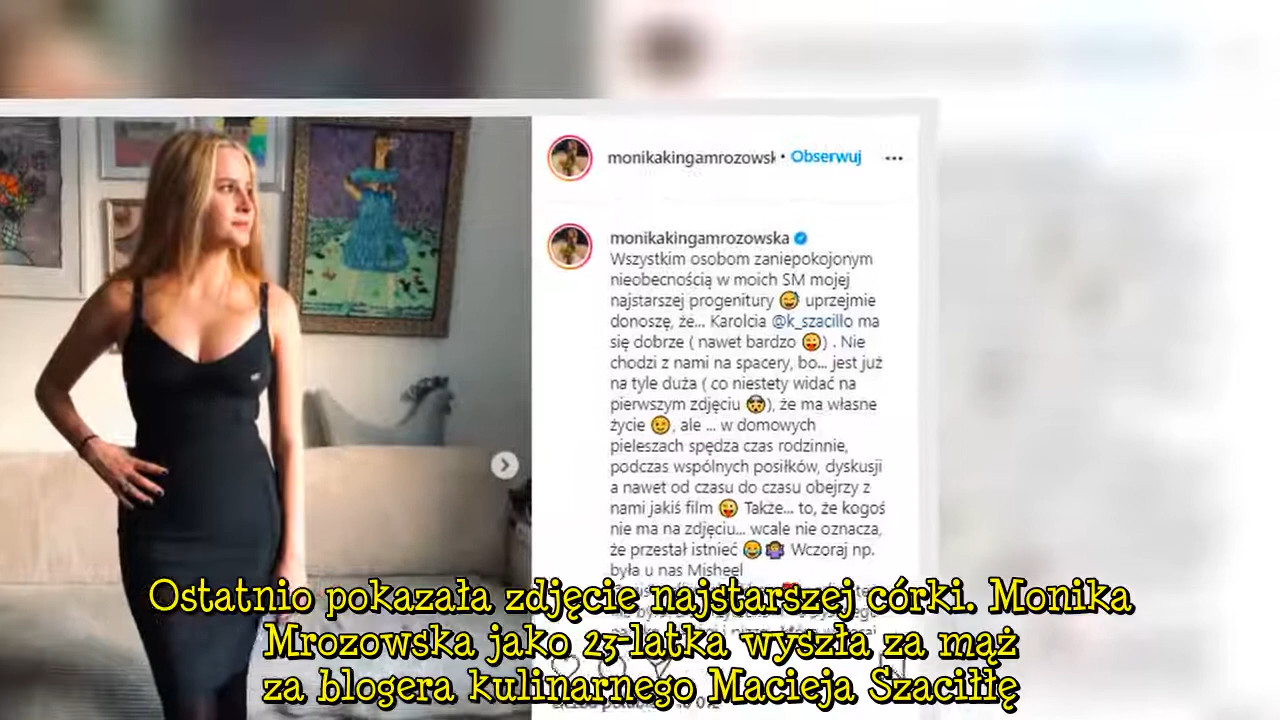 monikakingamrozowsk • Obserwuj ...
monikakingamrozowska
Wszystkim osobom zaniepokojonym
nieobecnością w moich SM mojej
najstarszej progenitury 😅 uprzejmie
donoszę, że... Karolcia @k_szacillo ma
się dobrze ( nawet bardzo 😜) . Nie
chodzi z nami na spacery, bo... jest już
na tyle duża ( co niestety widać na
pierwszym zdjęciu 😲), że ma własne
życie 😉, ale ... w domowych
pieleszach spędza czas rodzinnie,
podczas wspólnych posiłków, dyskusji
a nawet od czasu do czasu obejrzy z
nami jakiś film 😜 Także... to, że kogoś
nie ma na zdjęciu... wcale nie oznacza,
że przestał istnieć 😂 🤷‍♀️ Wczoraj np.
była u nas Misheel
Ostatnio pokazała zdjęcie najstarszej córki. Monika
Mrozowska jako 23-latka wyszła za mąż
za blogera kulinarnego Macieja Szaciłłę